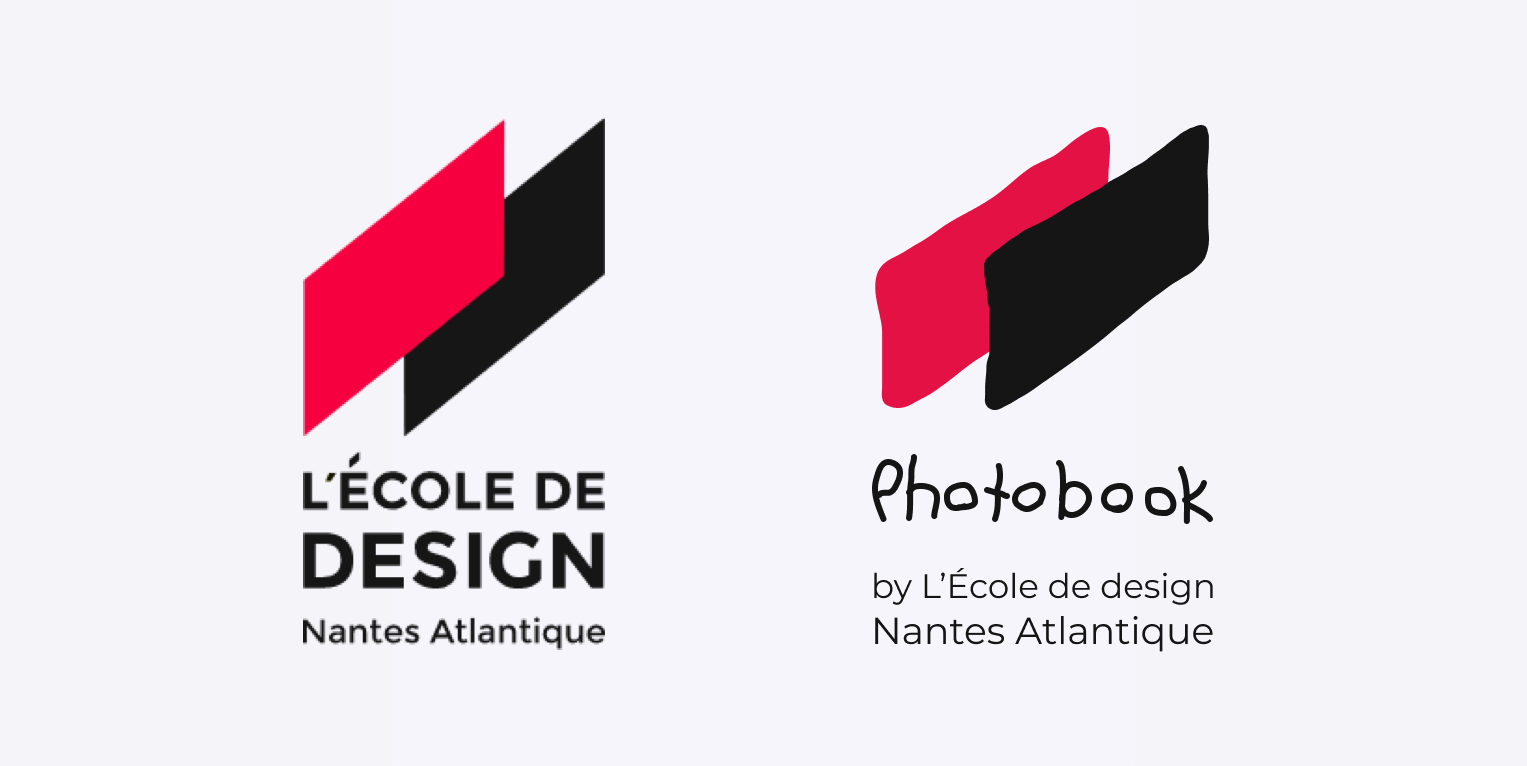 L'ÉCOLE DE
DESIGN
Nantes Atlantique
Photobook
by L’École de design
Nantes Atlantique